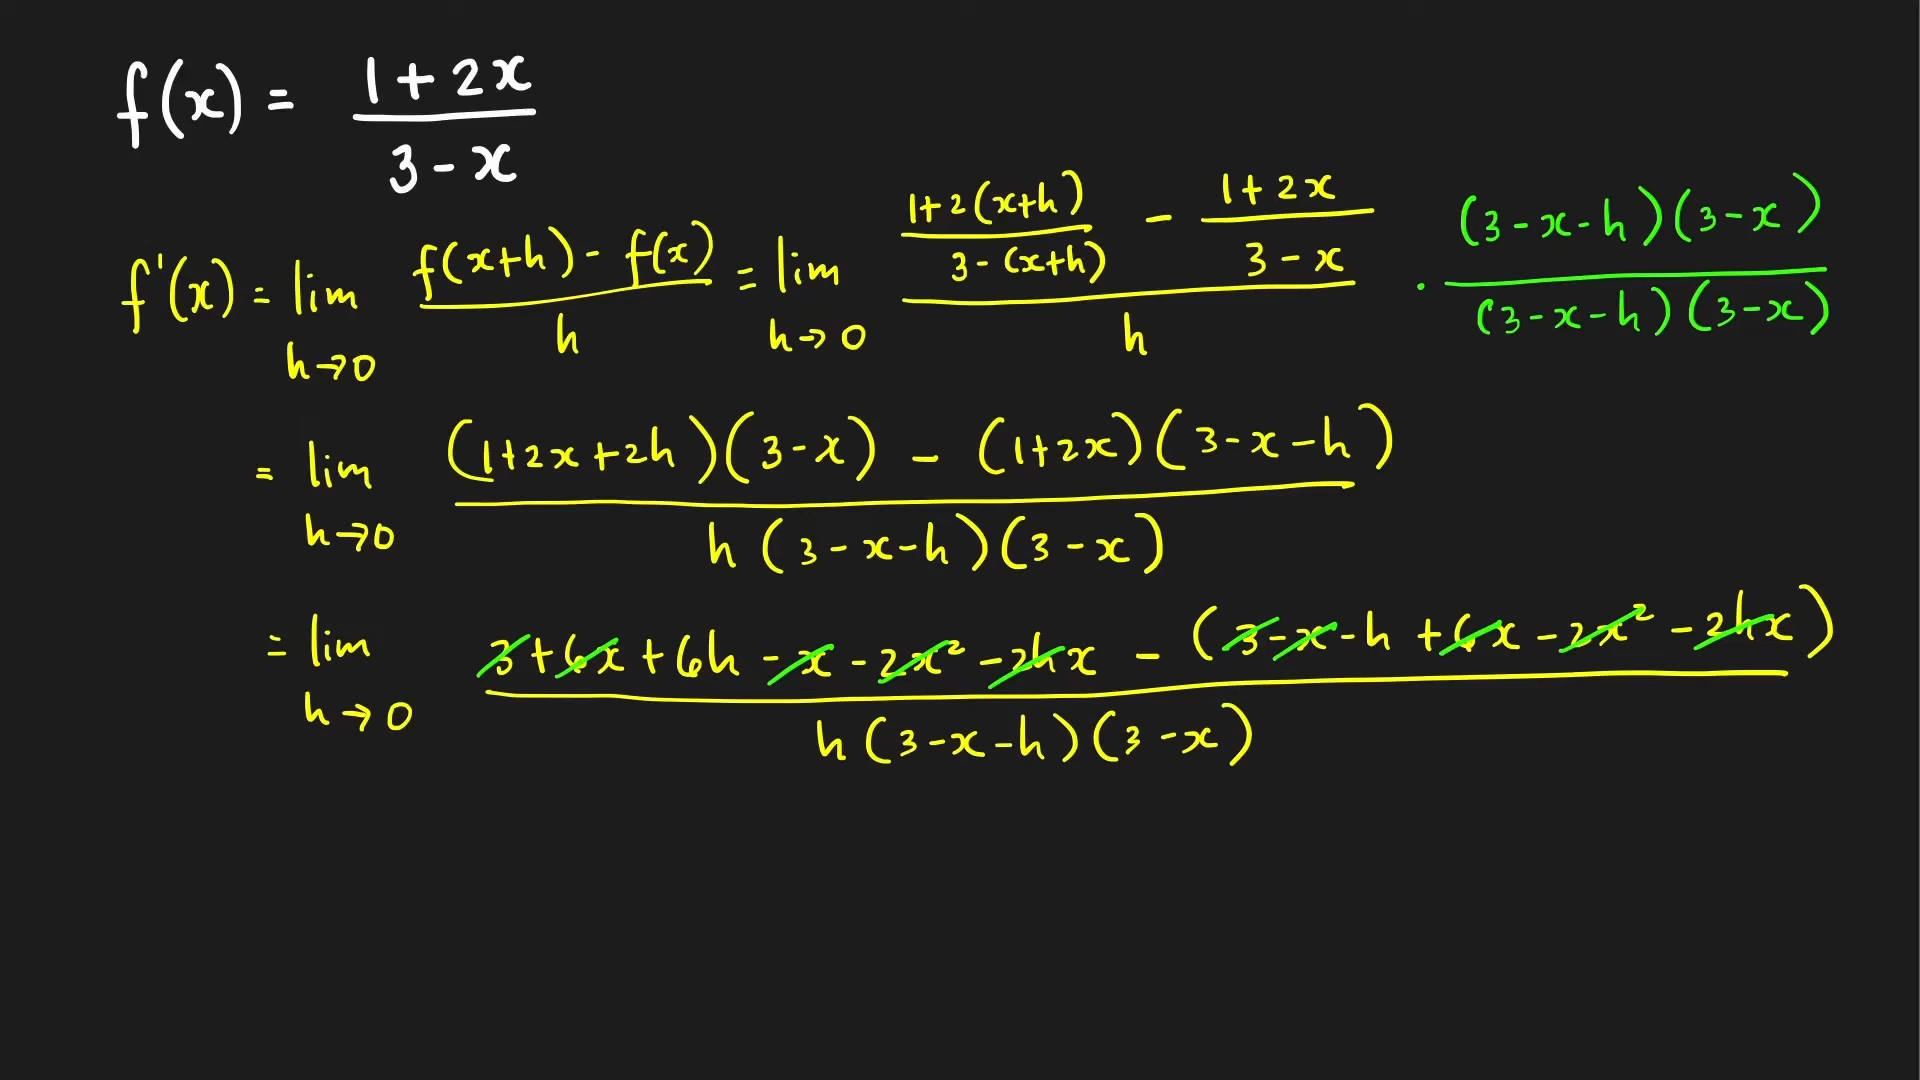 f(x) = (1 + 2x)/(3 - x)
f'(x) = lim h→0 (f(x+h) - f(x))/h = lim h→0 ((1+2(x+h))/(3-(x+h)) - (1+2x)/(3-x))/h · ((3-x-h)(3-x))/((3-x-h)(3-x))
= lim h→0 ((1+2x+2h)(3-x) - (1+2x)(3-x-h))/(h(3-x-h)(3-x))
= lim h→0 (3+6x+6h-x-2x²-2hx - (3-x-h+6x-2x²-2hx))/(h(3-x-h)(3-x))